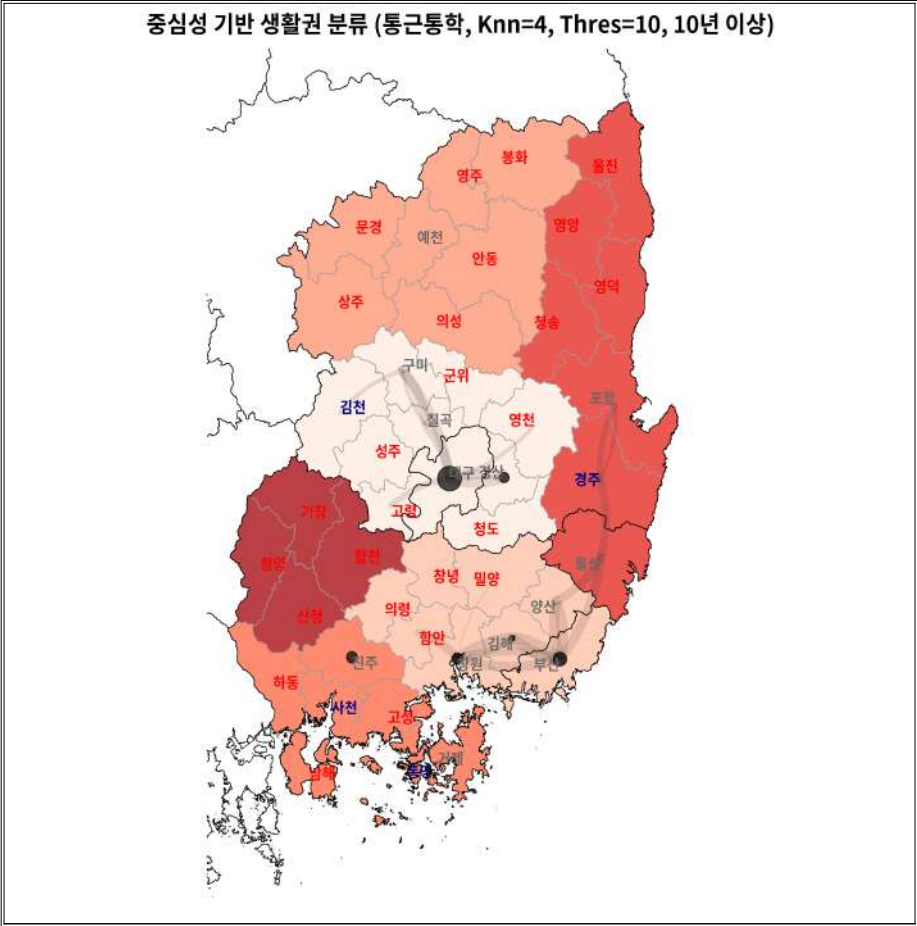 중심성 기반 생활권 분류 (통근통학, Knn=4, Thres=10, 10년 이상)
봉화
울진
영주
영양
문경
예천
안동
영덕
상주
의성
청송
구미
군위
포항
김천
칠곡
영천
성주
대구
경산
경주
거창
고령
청도
함양
합천
울산
창녕
밀양
의령
양산
산청
함안
김해
진주
창원
부산
하동
사천
고성
거제
남해
통영